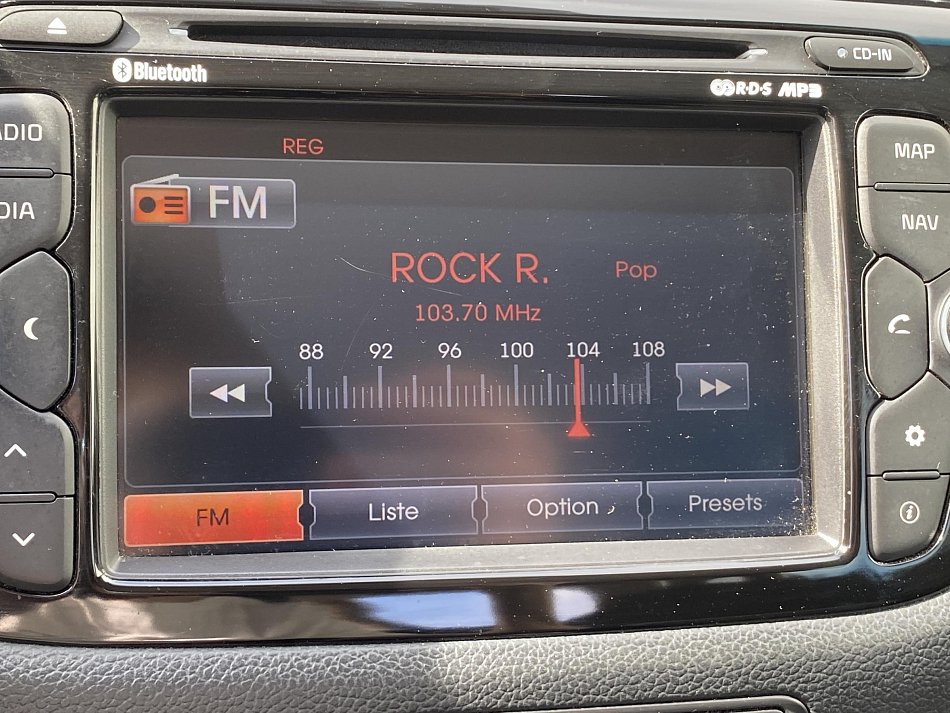 CD-IN
Bluetooth
R·D·S MP3
ADIO
MAP
REG
DIA
FM
NAV
ROCK R. Pop
103.70 MHz
88 92 96 100 104 108
FM Liste Option Presets